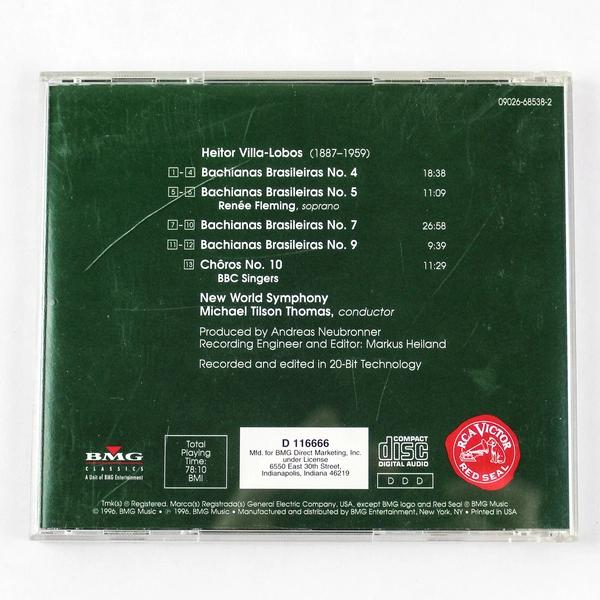 09026-68538-2
Heitor Villa-Lobos (1887–1959)
1 - 4 Bachianas Brasileiras No. 4 18:38
5 - 6 Bachianas Brasileiras No. 5 11:09
Renée Fleming, soprano
7 - 10 Bachianas Brasileiras No. 7 26:58
11 - 12 Bachianas Brasileiras No. 9 9:39
13 Chôros No. 10 11:29
BBC Singers
New World Symphony
Michael Tilson Thomas, conductor
Produced by Andreas Neubronner
Recording Engineer and Editor: Markus Heiland
Recorded and edited in 20-Bit Technology
BMG
CLASSICS
A Unit of BMG Entertainment
Total
Playing
Time:
78:10
BMI
D 116666
Mfd. for BMG Direct Marketing, Inc.
under License
6550 East 30th Street,
Indianapolis, Indiana 46219
COMPACT
disc
DIGITAL AUDIO
D D D
RCA VICTOR
RED SEAL
Tmk(s) ® Registered. Marca(s) Registrada(s) General Electric Company, USA, except BMG logo and Red Seal ® BMG Music
© 1996, BMG Music • ℗ 1996, BMG Music • Manufactured and distributed by BMG Entertainment, New York, NY • Printed in USA